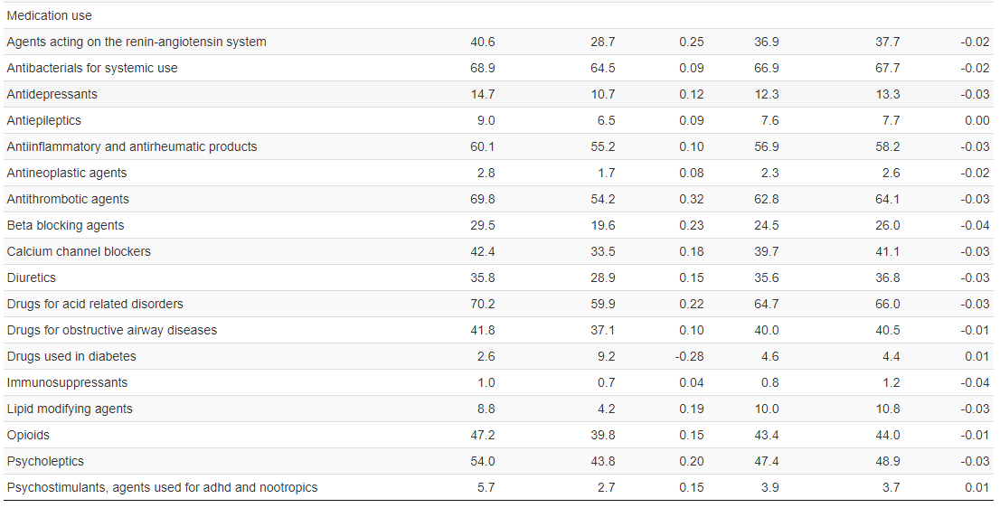 Medication use
Agents acting on the renin-angiotensin system 40.6 28.7 0.25 36.9 37.7 -0.02
Antibacterials for systemic use 68.9 64.5 0.09 66.9 67.7 -0.02
Antidepressants 14.7 10.7 0.12 12.3 13.3 -0.03
Antiepileptics 9.0 6.5 0.09 7.6 7.7 0.00
Antiinflammatory and antirheumatic products 60.1 55.2 0.10 56.9 58.2 -0.03
Antineoplastic agents 2.8 1.7 0.08 2.3 2.6 -0.02
Antithrombotic agents 69.8 54.2 0.32 62.8 64.1 -0.03
Beta blocking agents 29.5 19.6 0.23 24.5 26.0 -0.04
Calcium channel blockers 42.4 33.5 0.18 39.7 41.1 -0.03
Diuretics 35.8 28.9 0.15 35.6 36.8 -0.03
Drugs for acid related disorders 70.2 59.9 0.22 64.7 66.0 -0.03
Drugs for obstructive airway diseases 41.8 37.1 0.10 40.0 40.5 -0.01
Drugs used in diabetes 2.6 9.2 -0.28 4.6 4.4 0.01
Immunosuppressants 1.0 0.7 0.04 0.8 1.2 -0.04
Lipid modifying agents 8.8 4.2 0.19 10.0 10.8 -0.03
Opioids 47.2 39.8 0.15 43.4 44.0 -0.01
Psycholeptics 54.0 43.8 0.20 47.4 48.9 -0.03
Psychostimulants, agents used for adhd and nootropics 5.7 2.7 0.15 3.9 3.7 0.01